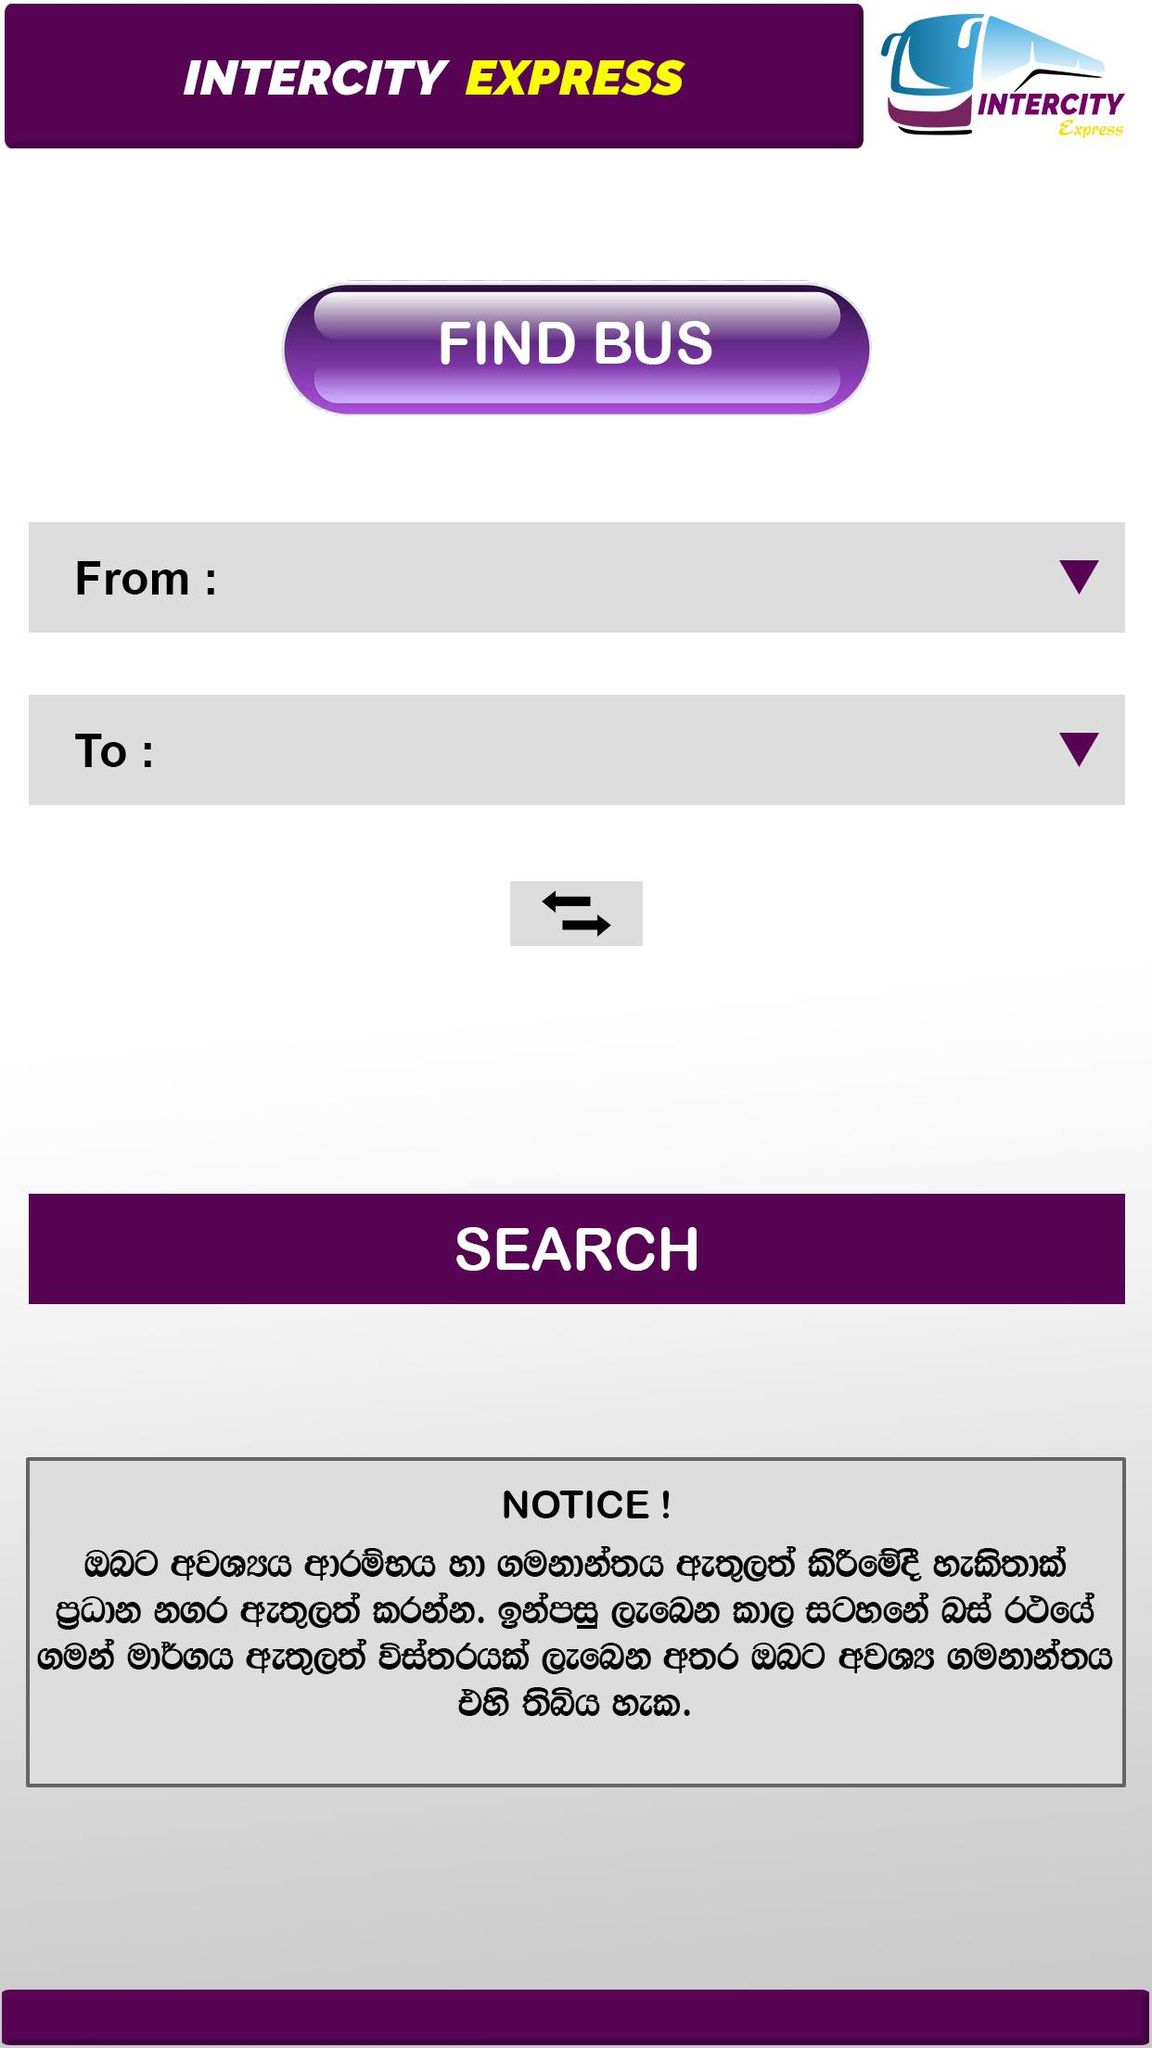 INTERCITY EXPRESS
INTERCITY
Express
FIND BUS
From :
To :
SEARCH
NOTICE !
ඔබට අවශ්‍යය ආරම්භය හා ගමනාන්තය ඇතුලත් කිරීමේදී හැකිතාක්
ප්‍රධාන නගර ඇතුලත් කරන්න. ඉන්පසු ලැබෙන කාල සටහනේ බස් රථයේ
ගමන් මාර්ගය ඇතුලත් විස්තරයක් ලැබෙන අතර ඔබට අවශ්‍ය ගමනාන්තය
එහි තිබිය හැක.